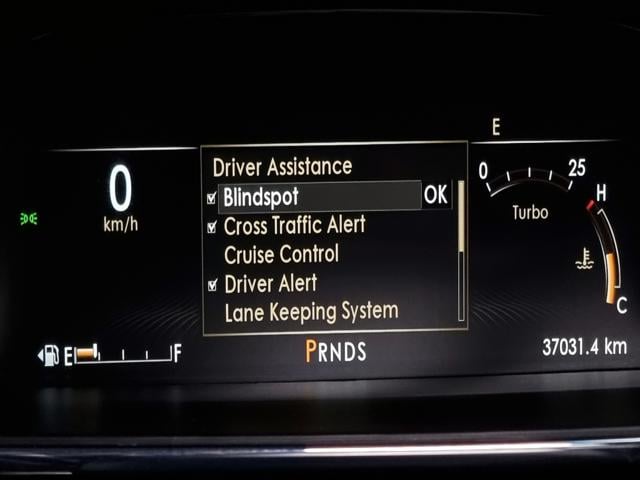 E
0
km/h
Driver Assistance
Blindspot OK
Cross Traffic Alert
Cruise Control
Driver Alert
Lane Keeping System
0 25
Turbo
H
C
E F
PRNDS
37031.4 km